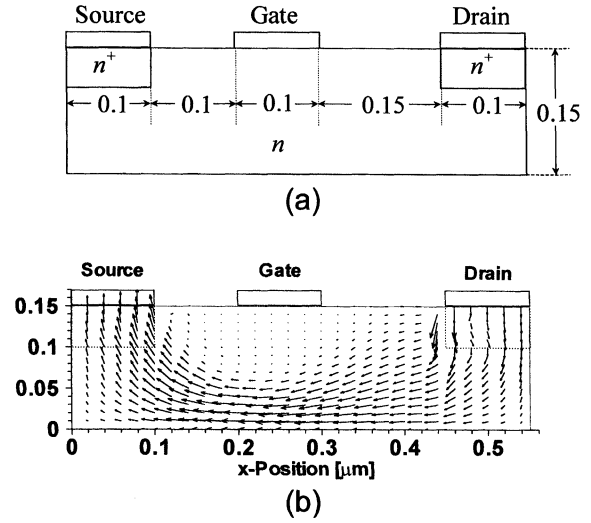 Source Gate Drain
n+ n+
0.1 0.1 0.1 0.15 0.1 0.15
n
(a)
Source Gate Drain
0.15
0.1
0.05
0
0 0.1 0.2 0.3 0.4 0.5
x-Position [μm]
(b)